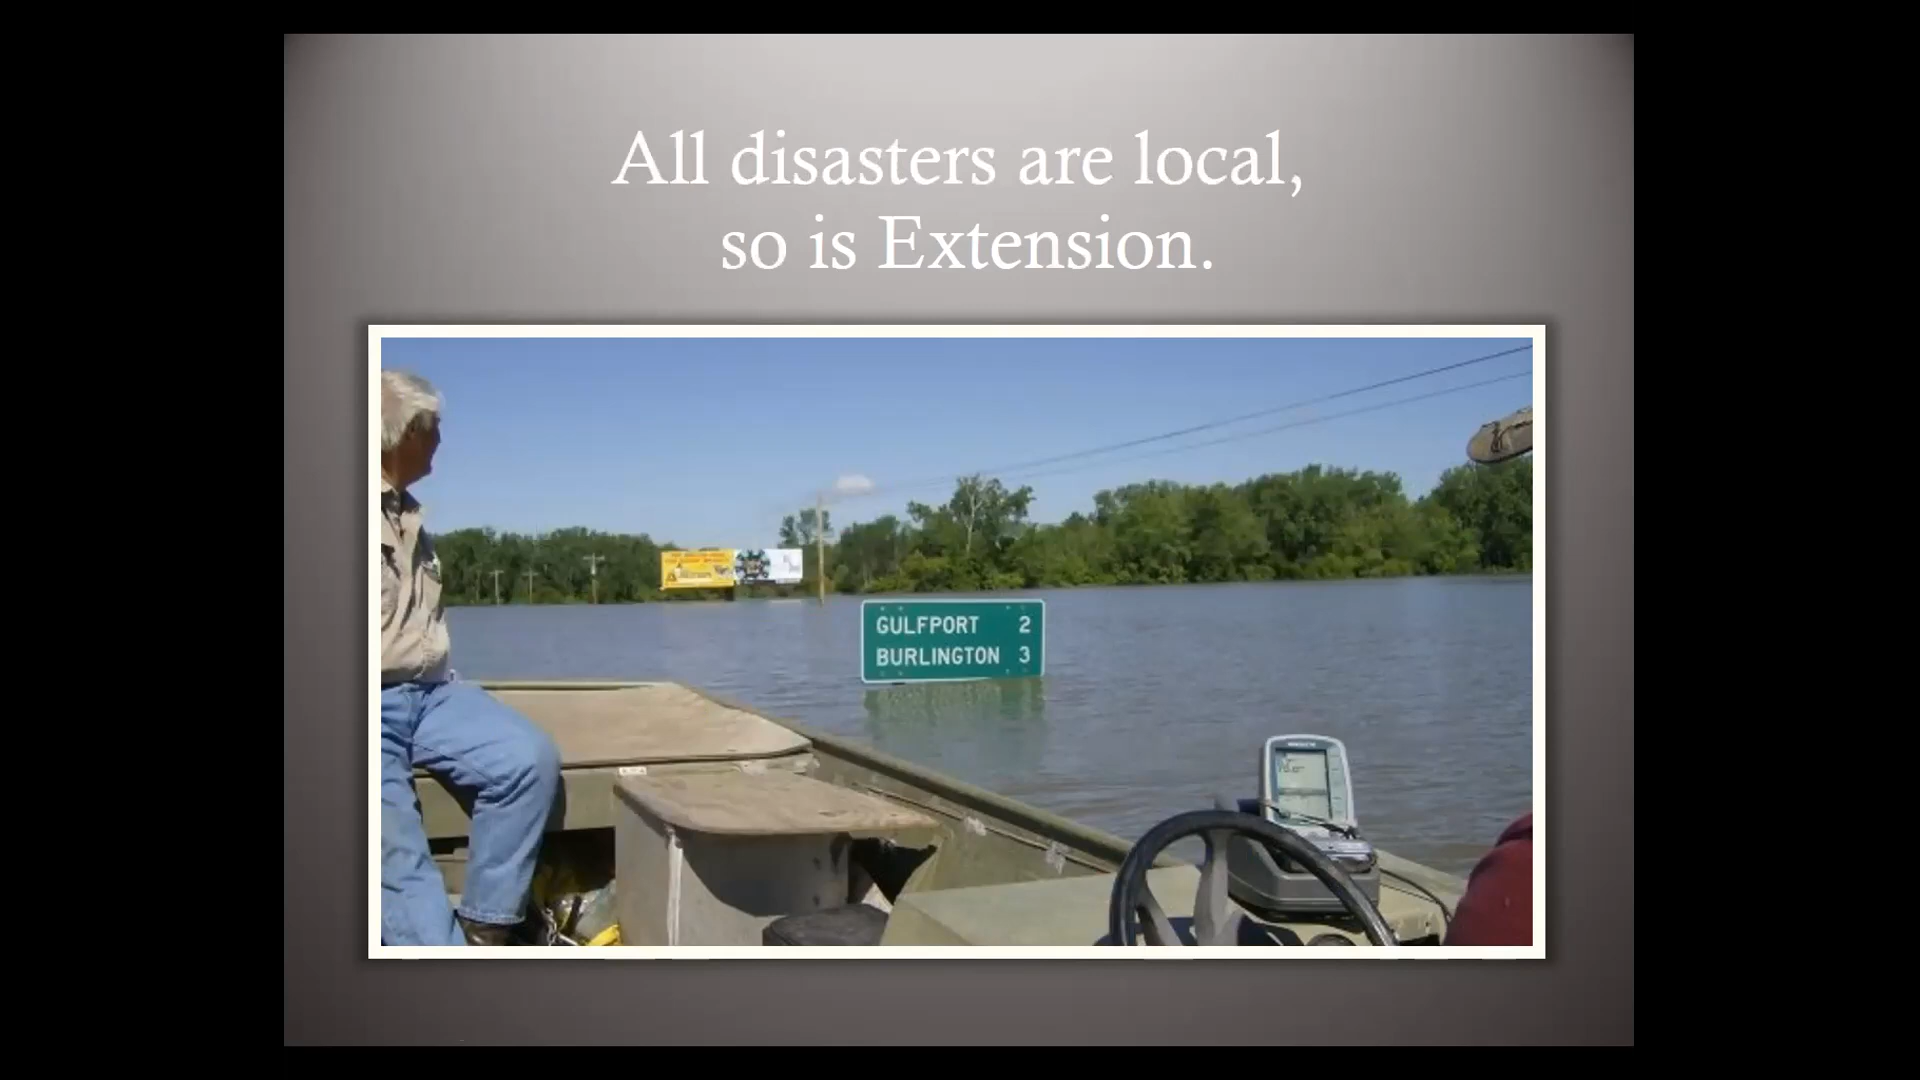 All disasters are local,
so is Extension.
GULFPORT 2
BURLINGTON 3